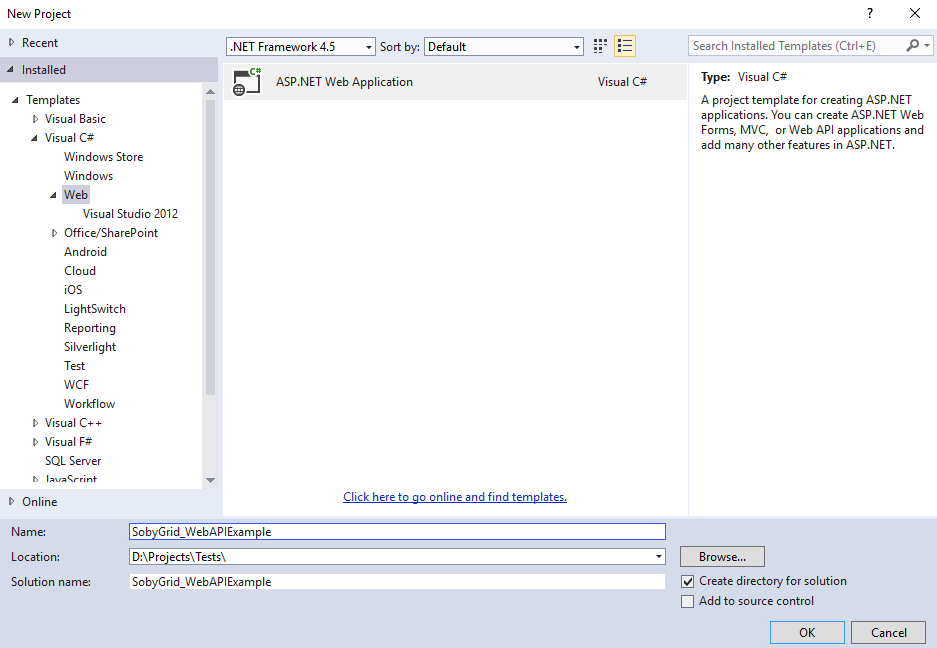 New Project
?
Recent
.NET Framework 4.5
Sort by:
Default
Search Installed Templates (Ctrl+E)
Installed
Templates
Visual Basic
Visual C#
Windows Store
Windows
Web
Visual Studio 2012
Office/SharePoint
Android
Cloud
iOS
LightSwitch
Reporting
Silverlight
Test
WCF
Workflow
Visual C++
Visual F#
SQL Server
JavaScript
Online
C#
ASP.NET Web Application
Visual C#
Click here to go online and find templates.
Type: Visual C#
A project template for creating ASP.NET
applications. You can create ASP.NET Web
Forms, MVC, or Web API applications and
add many other features in ASP.NET.
Name:
SobyGrid_WebAPIExample
Location:
D:\Projects\Tests\
Browse...
Solution name:
SobyGrid_WebAPIExample
Create directory for solution
Add to source control
OK
Cancel